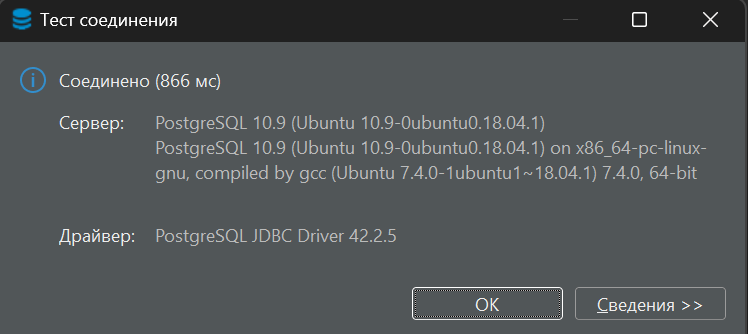 Тест соединения
Соединено (866 мс)
Сервер: PostgreSQL 10.9 (Ubuntu 10.9-0ubuntu0.18.04.1)
PostgreSQL 10.9 (Ubuntu 10.9-0ubuntu0.18.04.1) on x86_64-pc-linux-
gnu, compiled by gcc (Ubuntu 7.4.0-1ubuntu1~18.04.1) 7.4.0, 64-bit
Драйвер: PostgreSQL JDBC Driver 42.2.5
OK Сведения >>